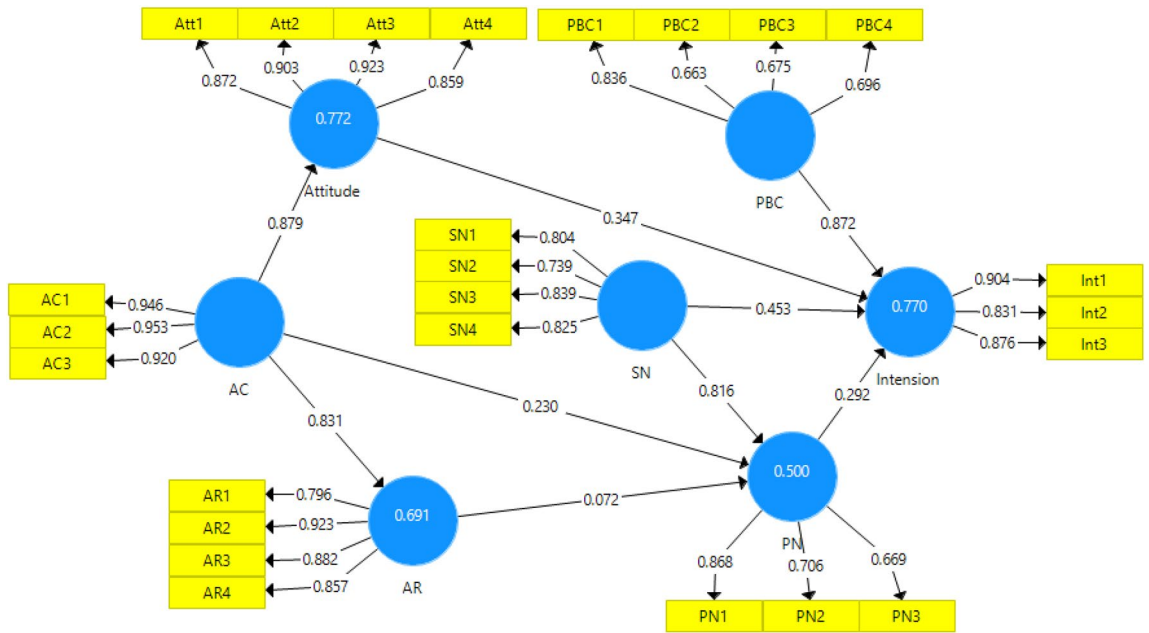 Att1 Att2 Att3 Att4
PBC1 PBC2 PBC3 PBC4
0.872 0.903 0.923 0.859
0.836 0.663 0.675 0.696
0.772
Attitude
PBC
0.879
0.347
0.872
SN1 0.804
SN2 0.739
SN3 0.839
SN4 0.825
SN
0.453
0.816
AC1 0.946
AC2 0.953
AC3 0.920
AC
0.770
Intension
0.904 Int1
0.831 Int2
0.876 Int3
0.831
0.230
0.292
AR1 0.796
AR2 0.923
AR3 0.882
AR4 0.857
0.691
AR
0.072
0.500
PN
0.868 0.706 0.669
PN1 PN2 PN3